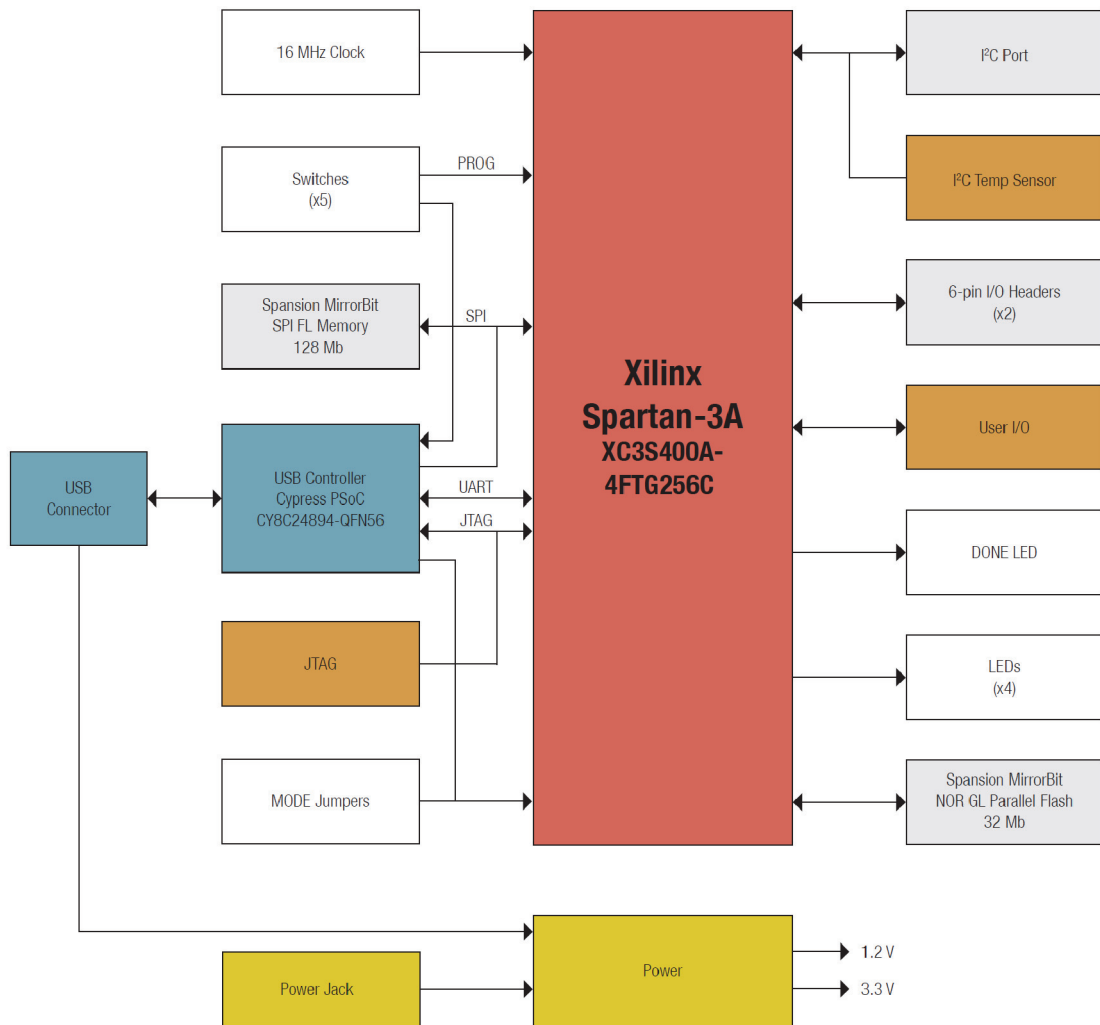 16 MHz Clock
Switches
(x5)
PROG
Spansion MirrorBit
SPI FL Memory
128 Mb
SPI
USB
Connector
USB Controller
Cypress PSoC
CY8C24894-QFN56
UART
JTAG
JTAG
MODE Jumpers
Xilinx
Spartan-3A
XC3S400A-
4FTG256C
I²C Port
I²C Temp Sensor
6-pin I/O Headers
(x2)
User I/O
DONE LED
LEDs
(x4)
Spansion MirrorBit
NOR GL Parallel Flash
32 Mb
Power Jack
Power
1.2 V
3.3 V